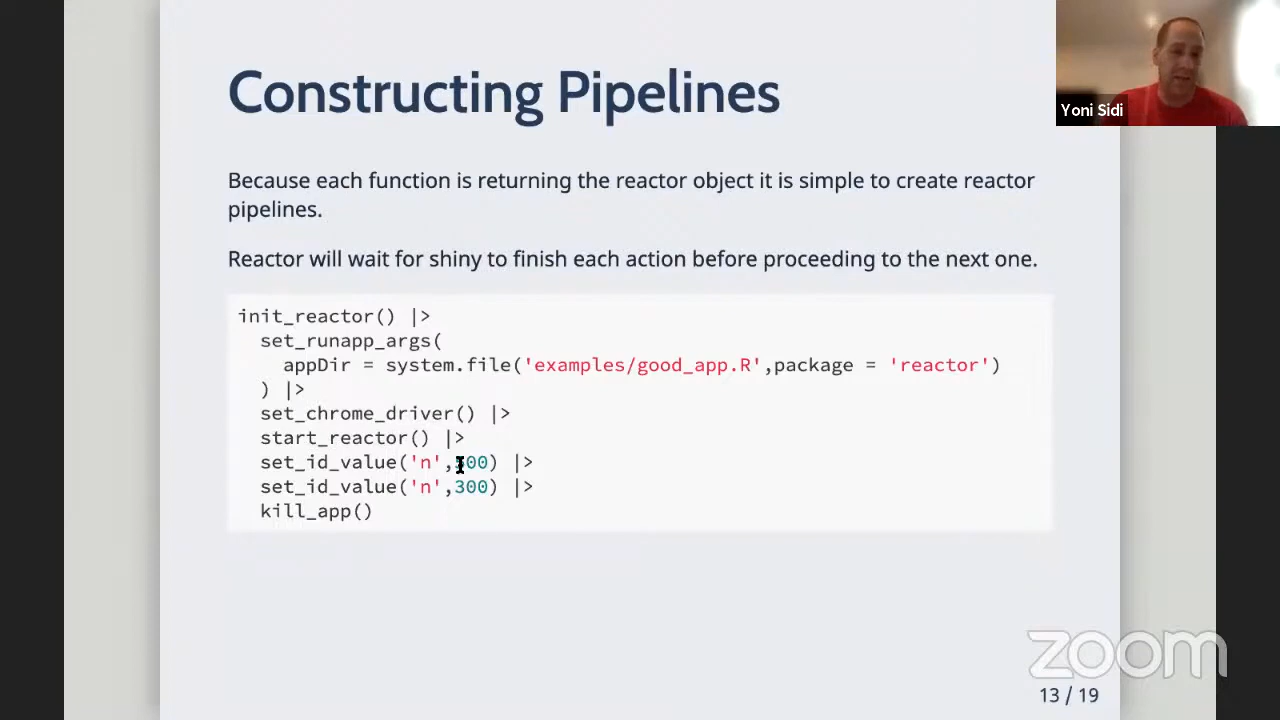 Constructing Pipelines
Yoni Sidi
Because each function is returning the reactor object it is simple to create reactor
pipelines.
Reactor will wait for shiny to finish each action before proceeding to the next one.
init_reactor() |>
set_runapp_args(
appDir = system.file('examples/good_app.R',package = 'reactor')
) |>
set_chrome_driver() |>
start_reactor() |>
set_id_value('n', |>
set_id_value('n',300) |>
kill_app()
zoom
13 / 19